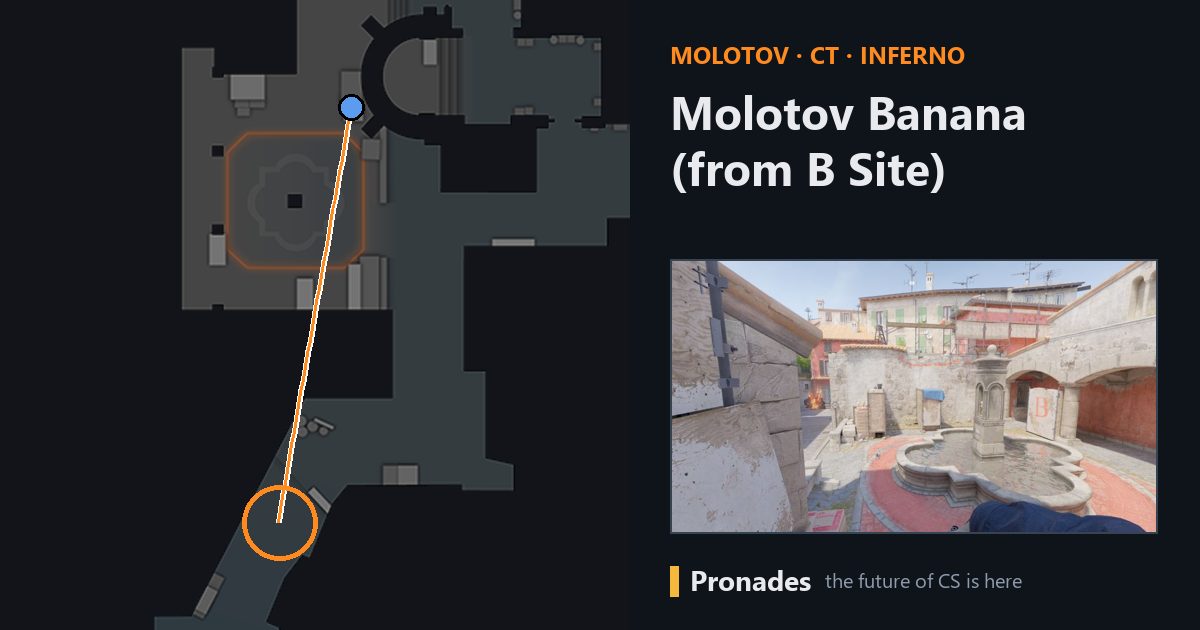 MOLOTOV · CT · INFERNO
Molotov Banana
(from B Site)
B
Pronades the future of CS is here